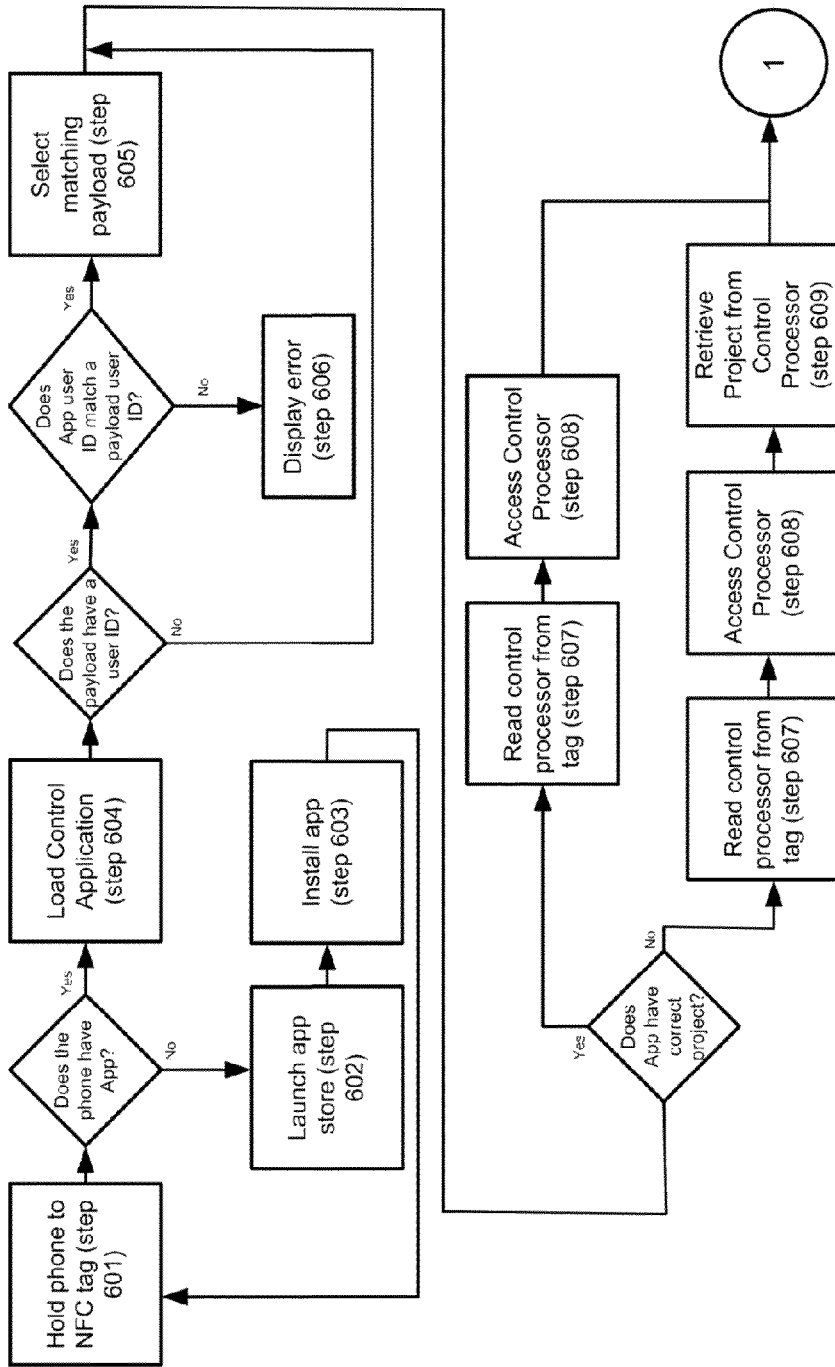 Hold phone to
NFC tag (step
601)
Does the
phone have
App?
Yes
No
Launch app
store (step
602)
Install app
(step 603)
Load Control
Application
(step 604)
Does the
payload have a
user ID?
Yes
No
Does
App user
ID match a
payload user
ID?
Yes
No
Display error
(step 606)
Select
matching
payload (step
605)
Does
App have
correct
project?
Yes
No
Read control
processor from
tag (step 607)
Access Control
Processor
(step 608)
Read control
processor from
tag (step 607)
Access Control
Processor
(step 608)
Retrieve
Project from
Control
Processor
(step 609)
1